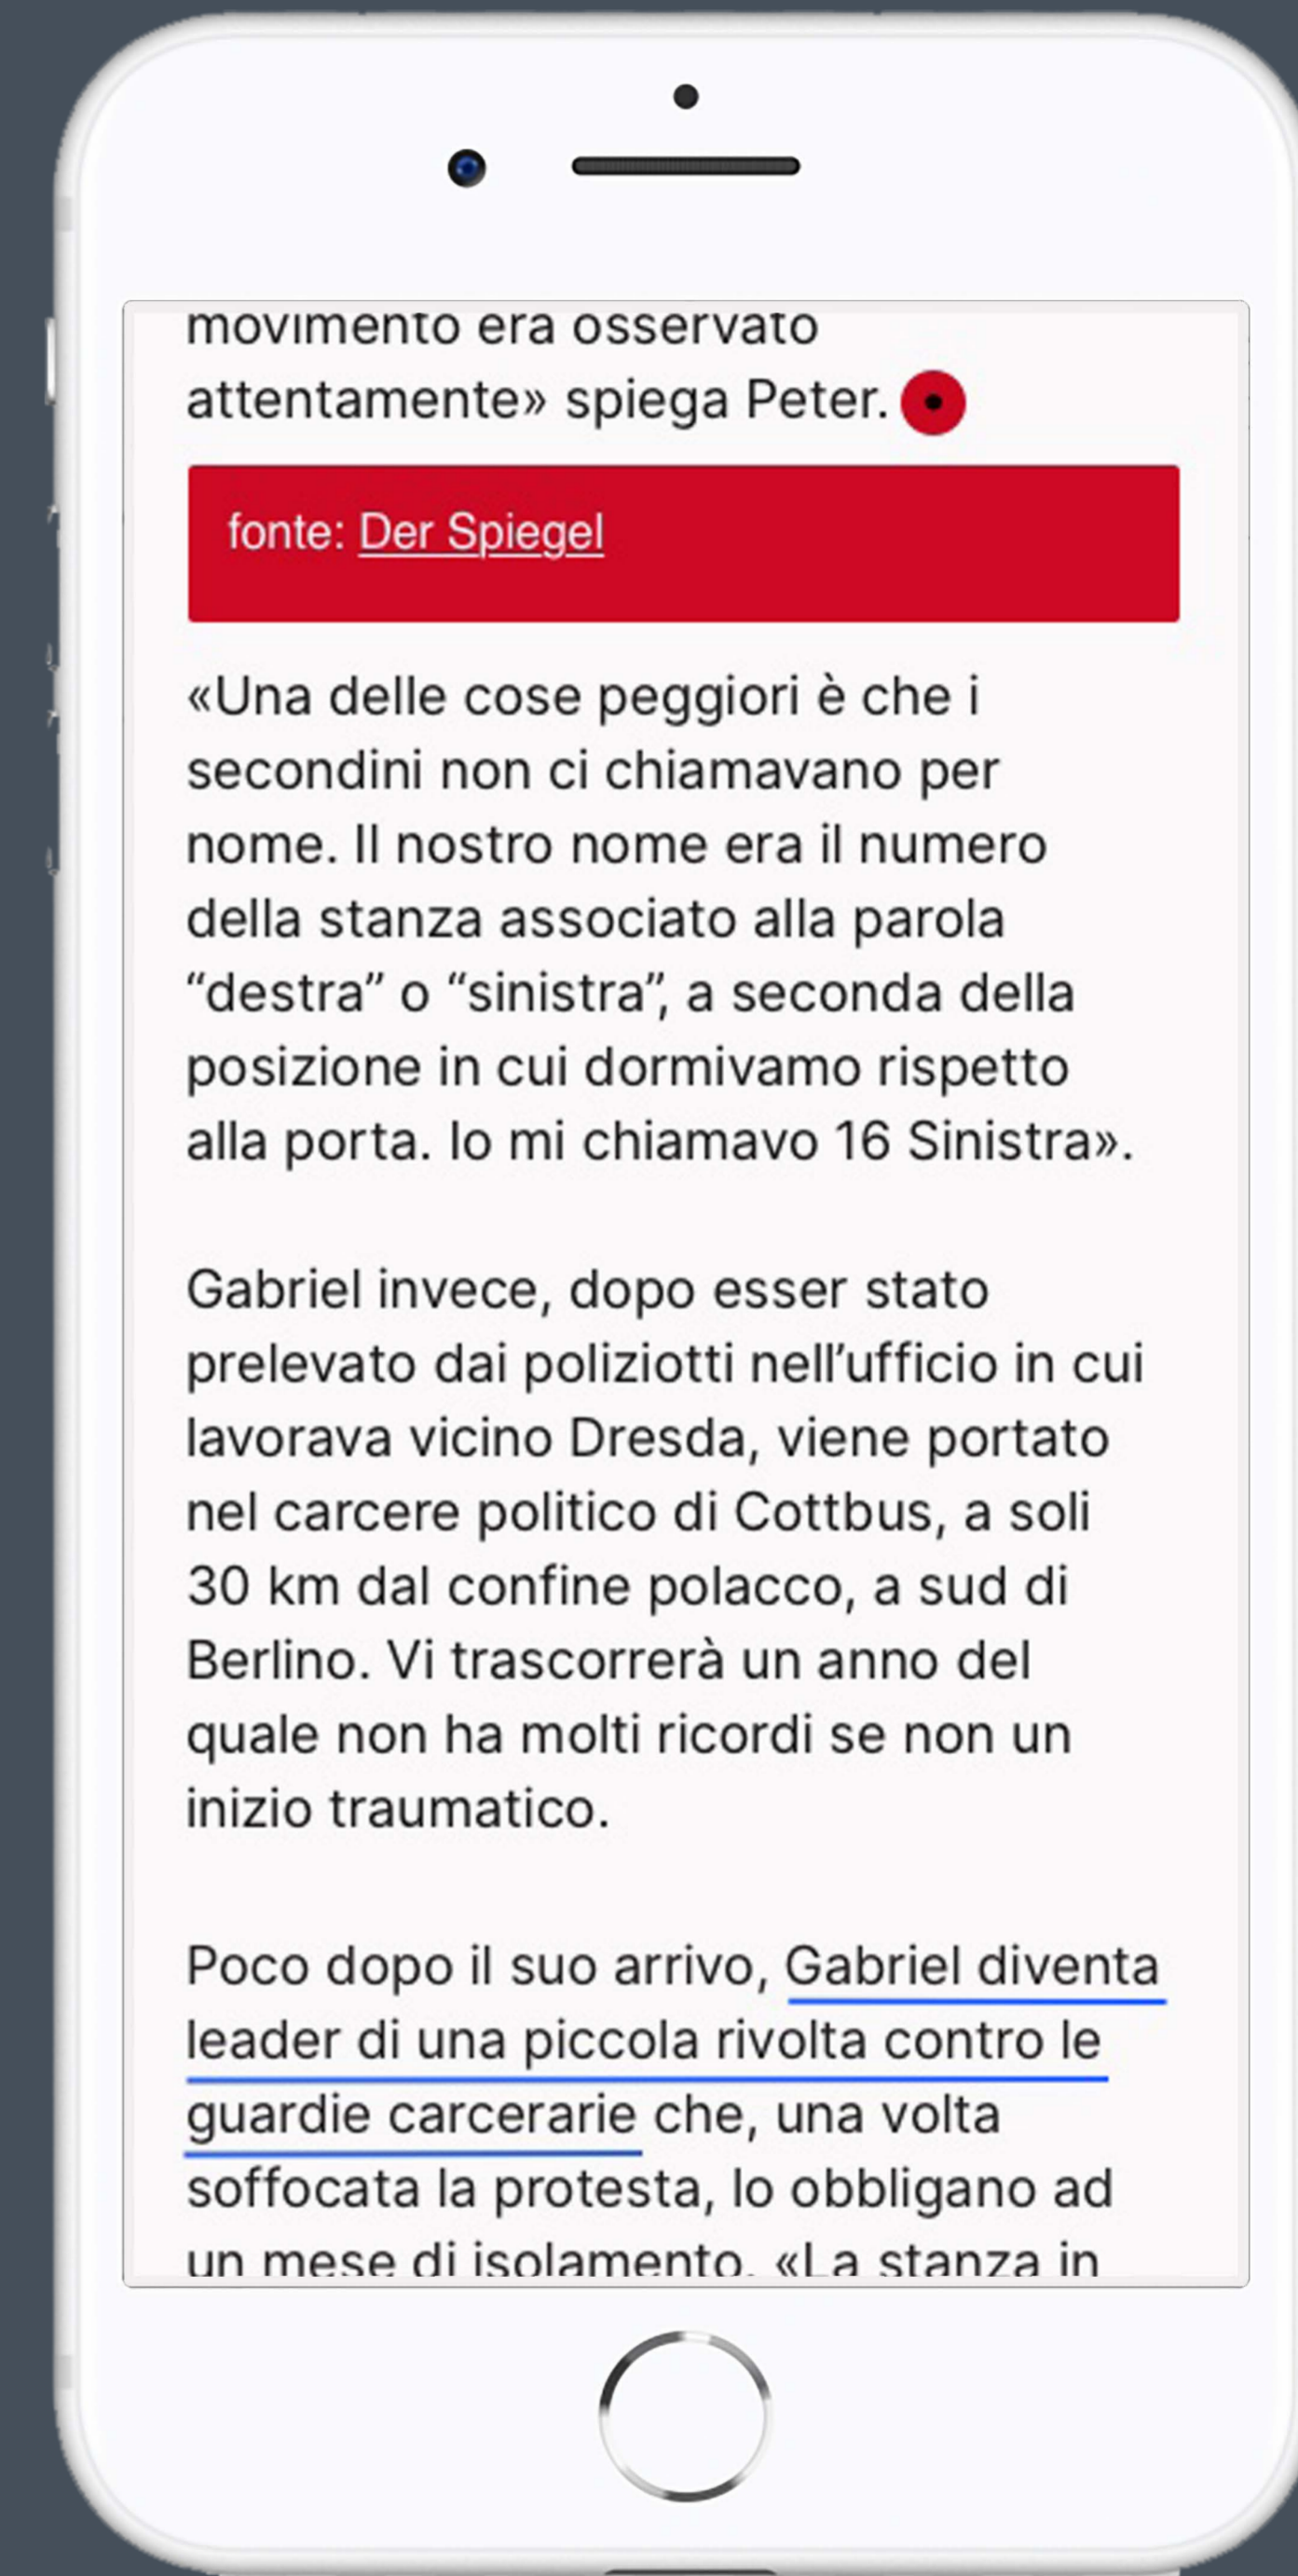 movimento era osservato
attentamente» spiega Peter.
fonte: Der Spiegel
«Una delle cose peggiori è che i
secondini non ci chiamavano per
nome. Il nostro nome era il numero
della stanza associato alla parola
“destra” o “sinistra”, a seconda della
posizione in cui dormivamo rispetto
alla porta. Io mi chiamavo 16 Sinistra».
Gabriel invece, dopo esser stato
prelevato dai poliziotti nell’ufficio in cui
lavorava vicino Dresda, viene portato
nel carcere politico di Cottbus, a soli
30 km dal confine polacco, a sud di
Berlino. Vi trascorrerà un anno del
quale non ha molti ricordi se non un
inizio traumatico.
Poco dopo il suo arrivo, Gabriel diventa
leader di una piccola rivolta contro le
guardie carcerarie che, una volta
soffocata la protesta, lo obbligano ad
un mese di isolamento. «La stanza in